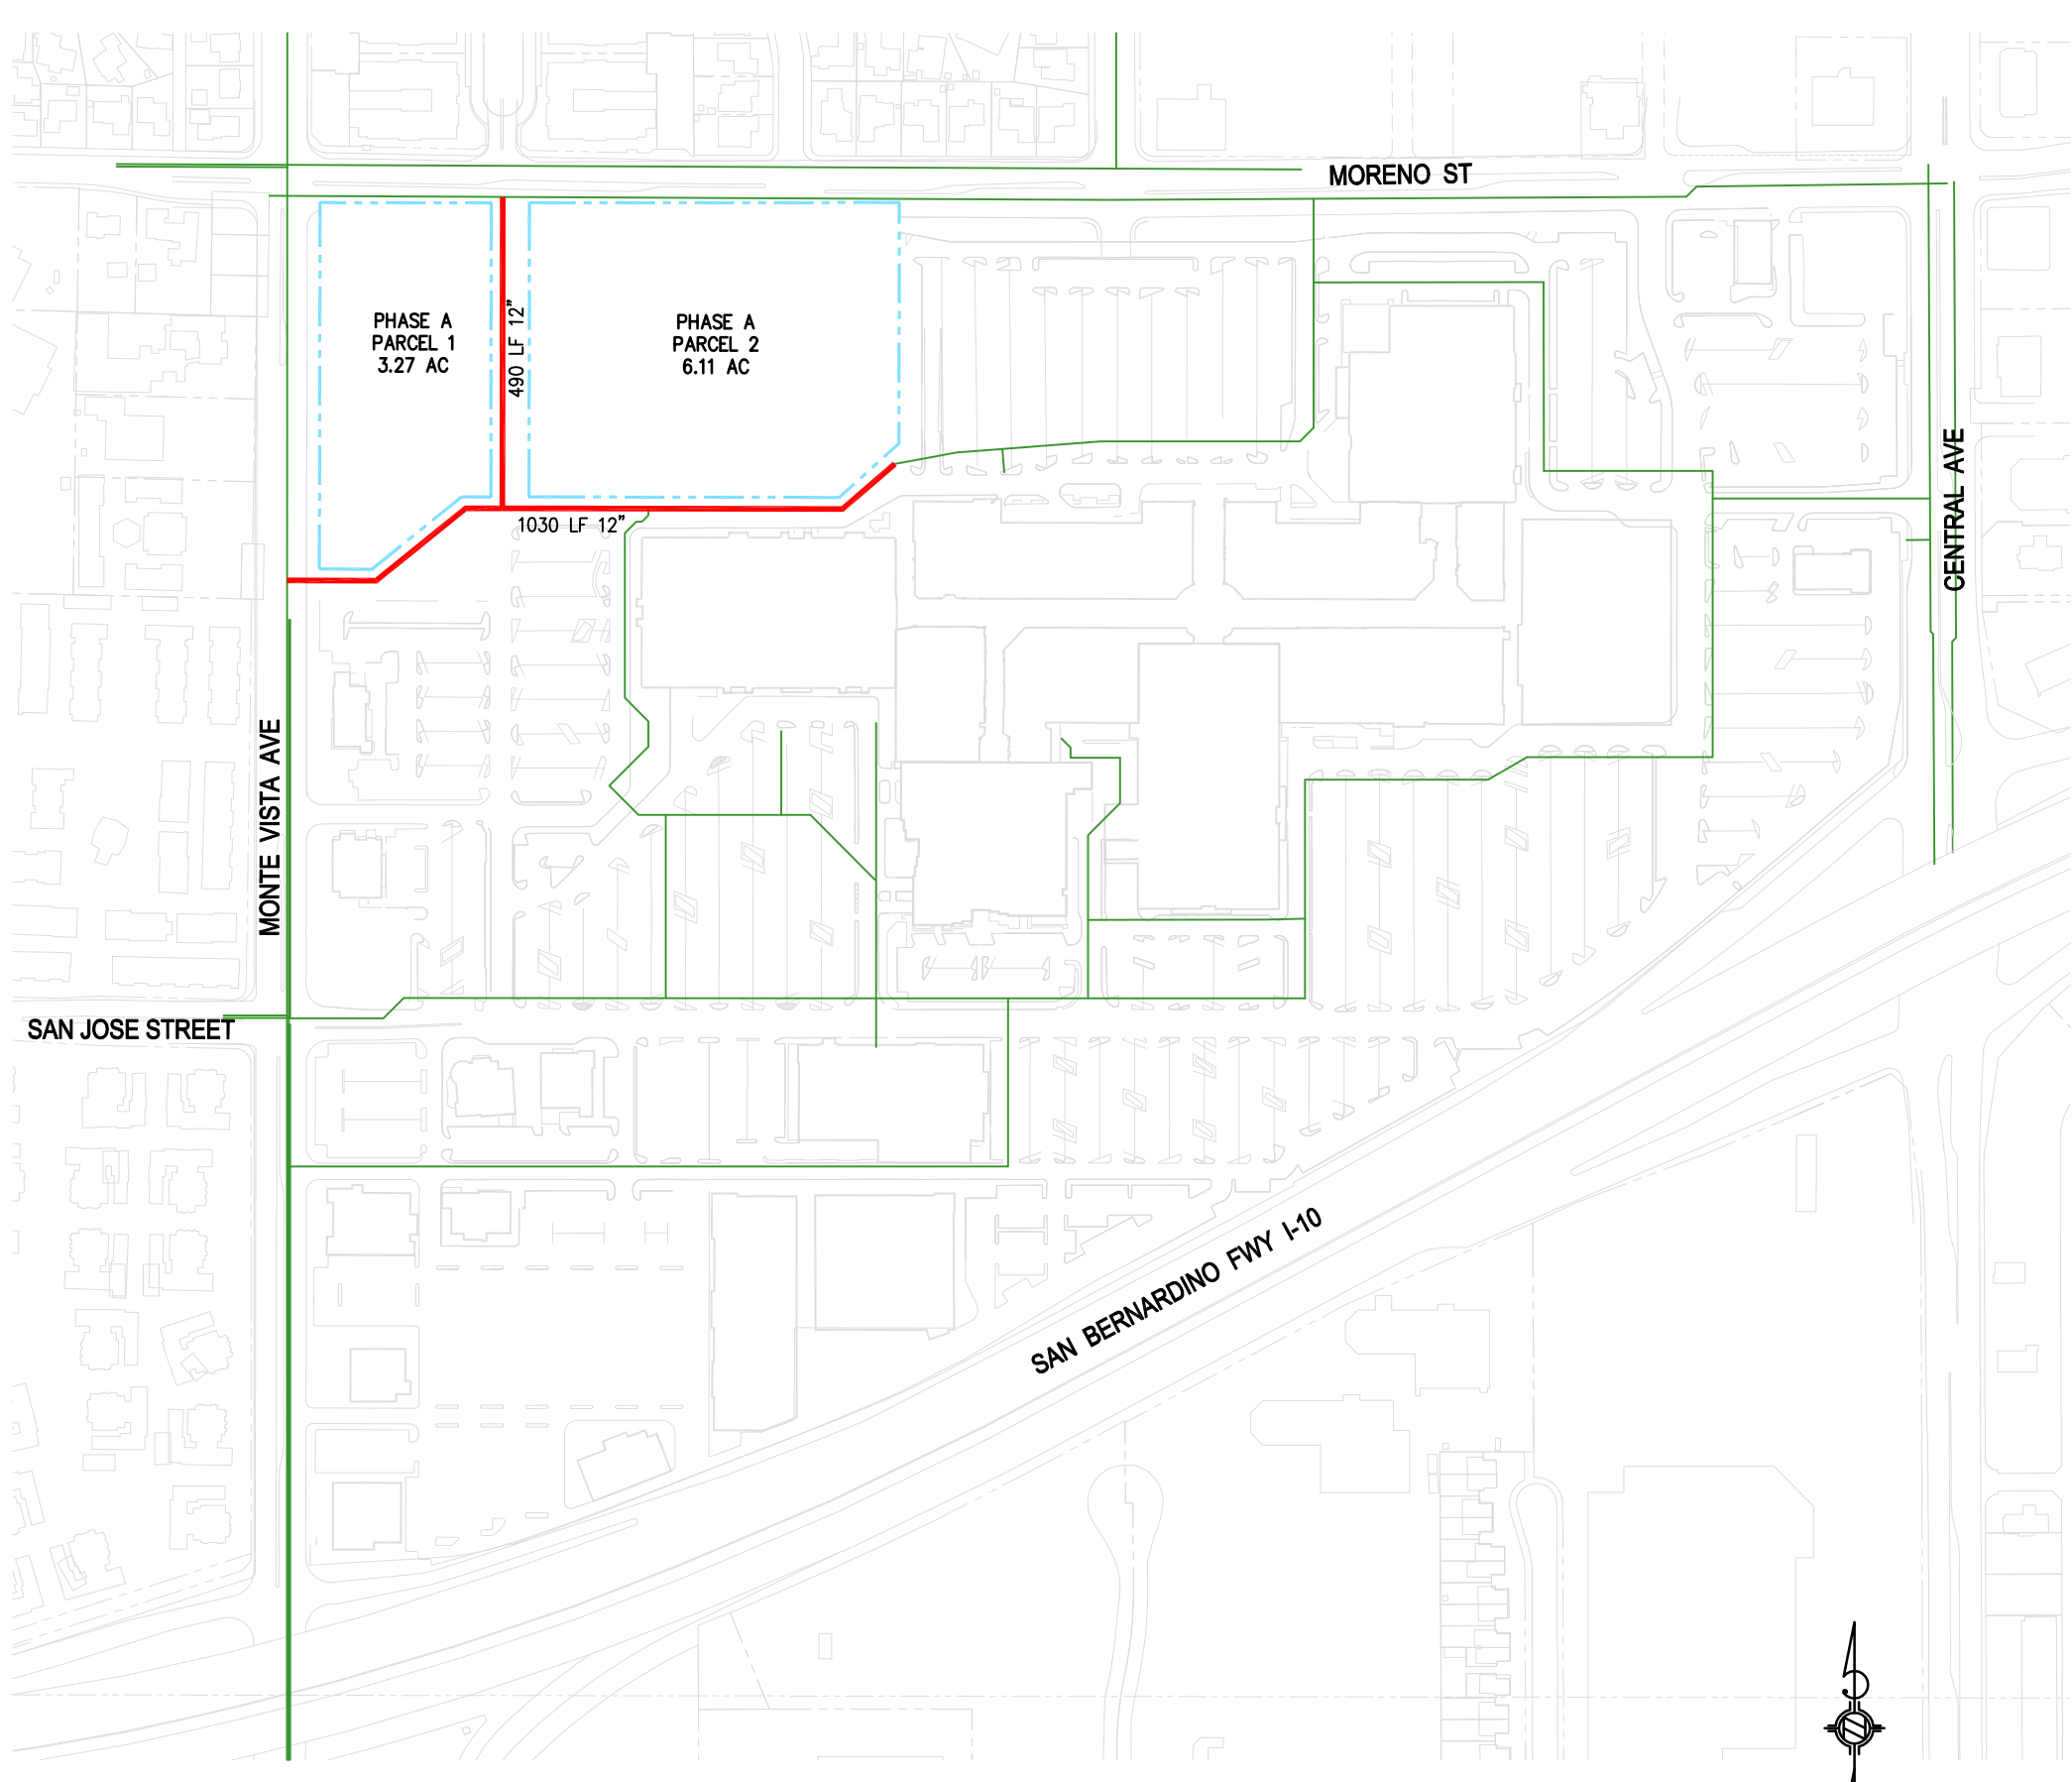 MORENO ST
PHASE A
PARCEL 1
3.27 AC
490 LF 12"
PHASE A
PARCEL 2
6.11 AC
1030 LF 12"
CENTRAL AVE
MONTE VISTA AVE
SAN JOSE STREET
SAN BERNARDINO FWY I-10